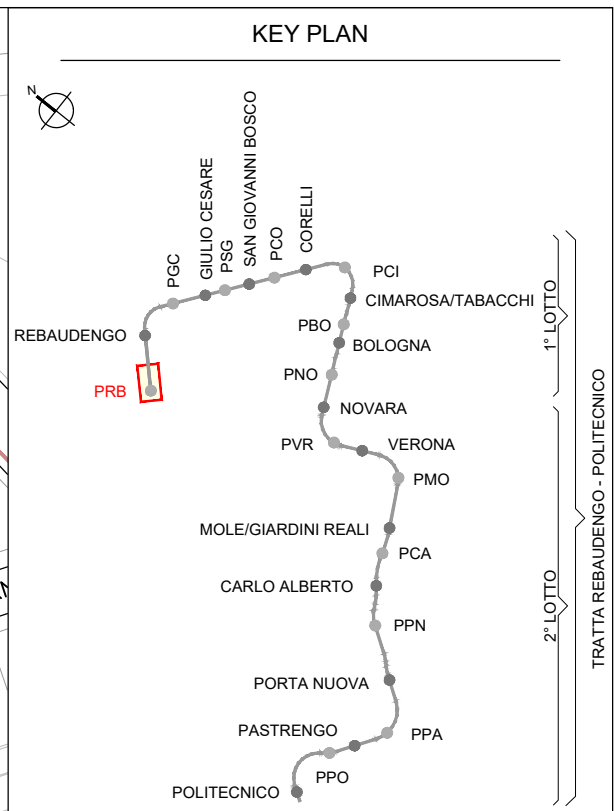 KEY PLAN
N
PGC
GIULIO CESARE
PSG
SAN GIOVANNI BOSCO
PCO
CORELLI
PCI
CIMAROSA/TABACCHI
REBAUDENGO
PBO
BOLOGNA
PRB
PNO
NOVARA
PVR
VERONA
PMO
MOLE/GIARDINI REALI
PCA
CARLO ALBERTO
PPN
PORTA NUOVA
PASTRENGO
PPA
PPO
POLITECNICO
1° LOTTO
2° LOTTO
TRATTA REBAUDENGO - POLITECNICO